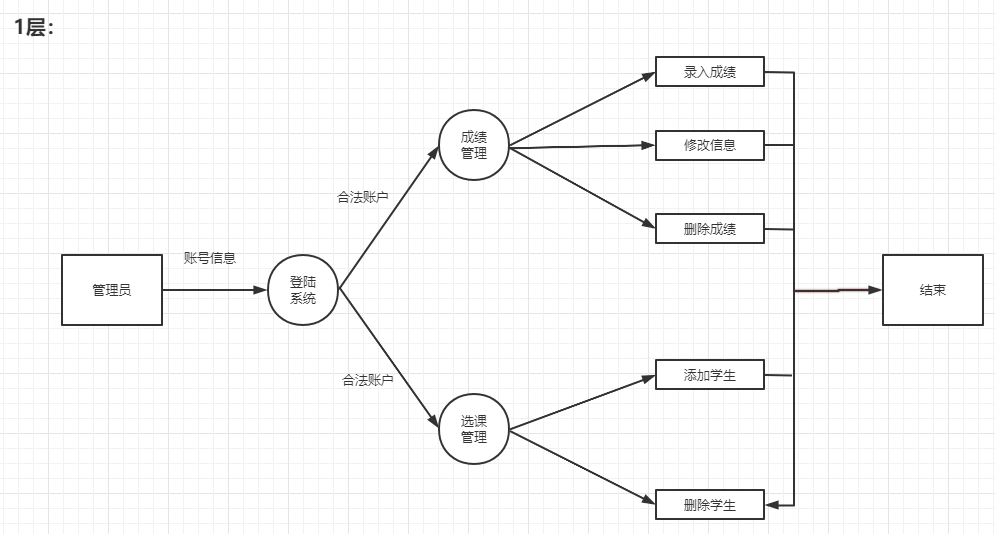 1层：
录入成绩
成绩
管理
修改信息
合法账户
删除成绩
账号信息
管理员
登陆
系统
结束
合法账户
添加学生
选课
管理
删除学生